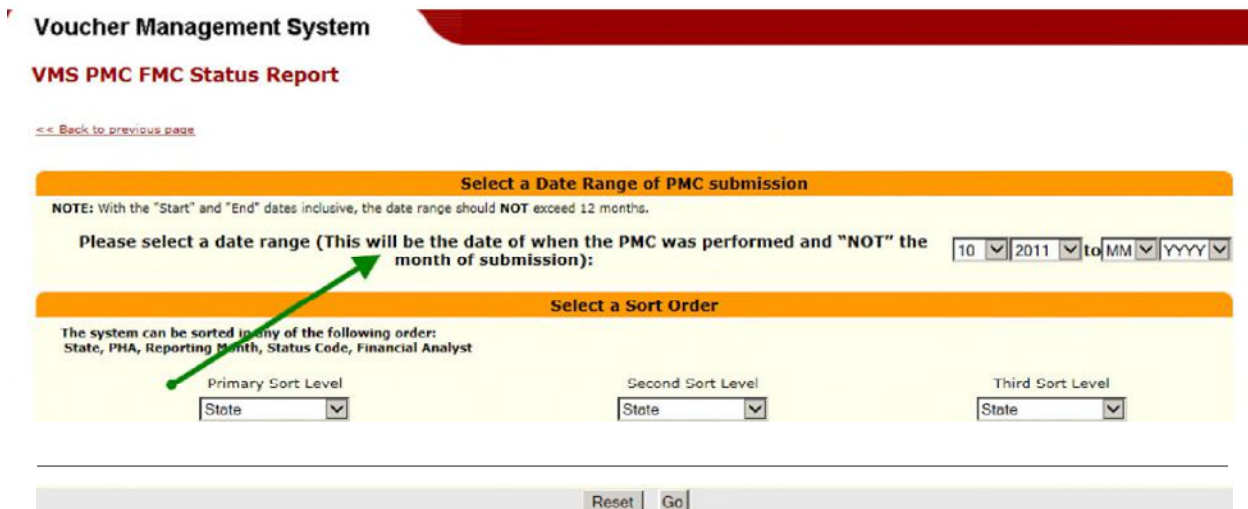 Voucher Management System
VMS PMC FMC Status Report
<< Back to previous page
Select a Date Range of PMC submission
NOTE: With the "Start" and "End" dates inclusive, the date range should NOT exceed 12 months.
Please select a date range (This will be the date of when the PMC was performed and "NOT" the
month of submission):
10 2011 to MM YYYY
Select a Sort Order
The system can be sorted in any of the following order:
State, PHA, Reporting Month, Status Code, Financial Analyst
Primary Sort Level Second Sort Level Third Sort Level
State State State
Reset Go